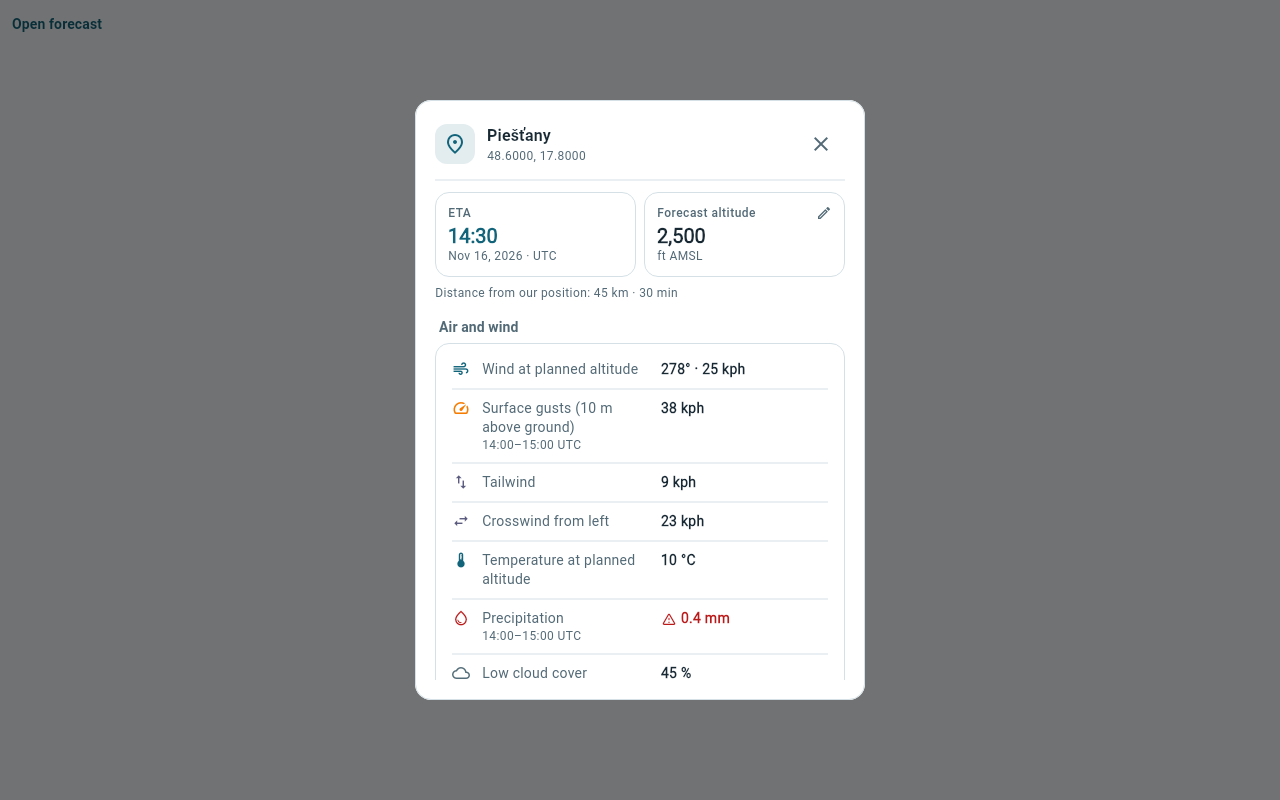 Open forecast
Piešťany
48.6000, 17.8000
ETA
14:30
Nov 16, 2026 · UTC
Forecast altitude
2,500
ft AMSL
Distance from our position: 45 km · 30 min
Air and wind
Wind at planned altitude 278° · 25 kph
Surface gusts (10 m 38 kph
above ground)
14:00–15:00 UTC
Tailwind 9 kph
Crosswind from left 23 kph
Temperature at planned 10 °C
altitude
Precipitation 0.4 mm
14:00–15:00 UTC
Low cloud cover 45 %